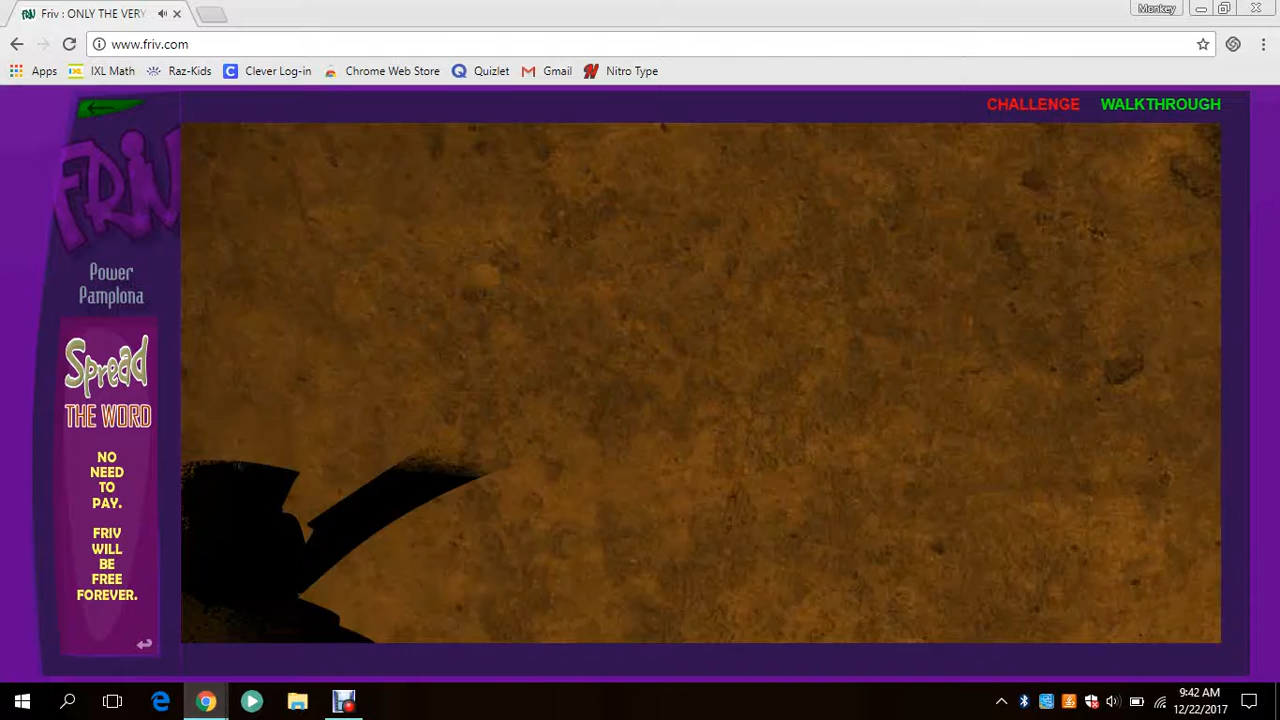 Friv : ONLY THE VERY
Monkey
www.friv.com
Apps IXL Math Raz-Kids Clever Log-in Chrome Web Store Quizlet Gmail Nitro Type
CHALLENGE WALKTHROUGH
FRIV
Power
Pamplona
Spread
THE WORD
NO
NEED
TO
PAY.
FRIV
WILL
BE
FREE
FOREVER.
9:42 AM
12/22/2017